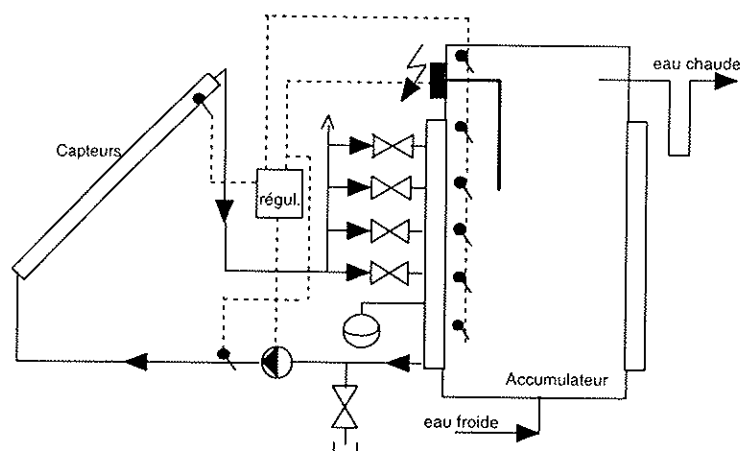 eau chaude
Capteurs
régul.
Accumulateur
eau froide